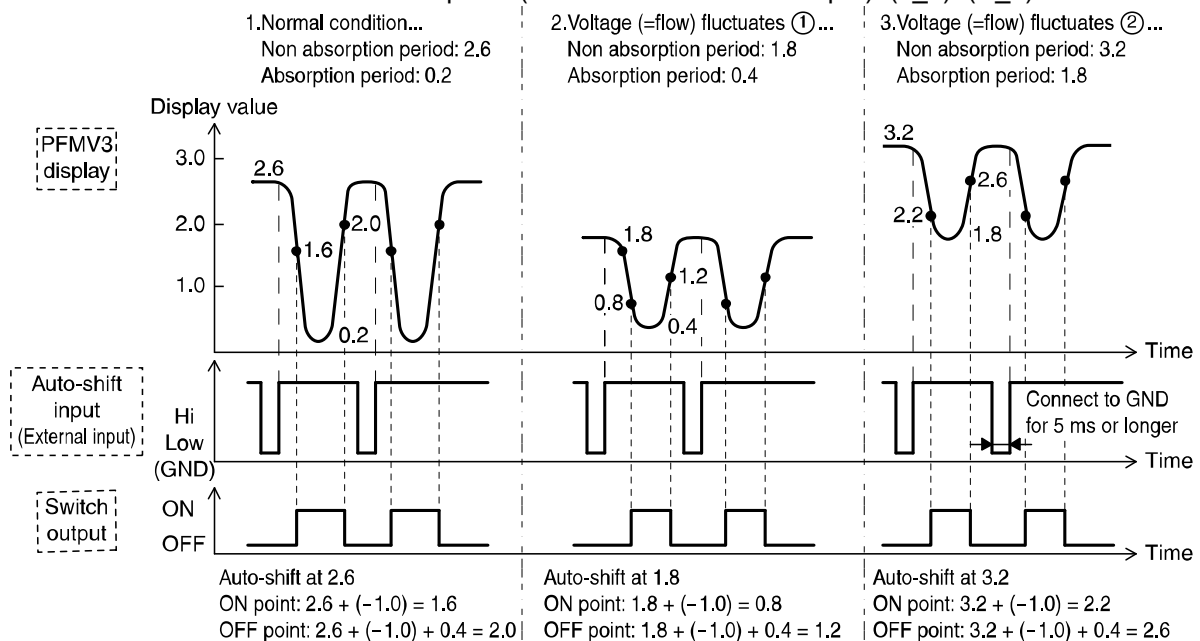 1.Normal condition...
Non absorption period: 2.6
Absorption period: 0.2
2.Voltage (=flow) fluctuates ①...
Non absorption period: 1.8
Absorption period: 0.4
3.Voltage (=flow) fluctuates ②...
Non absorption period: 3.2
Absorption period: 1.8
Display value
PFMV3
display
3.0
2.0
1.0
2.6
1.6
2.0
0.2
1.8
0.8
1.2
0.4
3.2
2.2
2.6
1.8
Time
Auto-shift
input
(External input)
Hi
Low
(GND)
Connect to GND
for 5 ms or longer
Time
Switch
output
ON
OFF
Time
Auto-shift at 2.6
ON point: 2.6 + (−1.0) = 1.6
OFF point: 2.6 + (−1.0) + 0.4 = 2.0
Auto-shift at 1.8
ON point: 1.8 + (−1.0) = 0.8
OFF point: 1.8 + (−1.0) + 0.4 = 1.2
Auto-shift at 3.2
ON point: 3.2 + (−1.0) = 2.2
OFF point: 3.2 + (−1.0) + 0.4 = 2.6